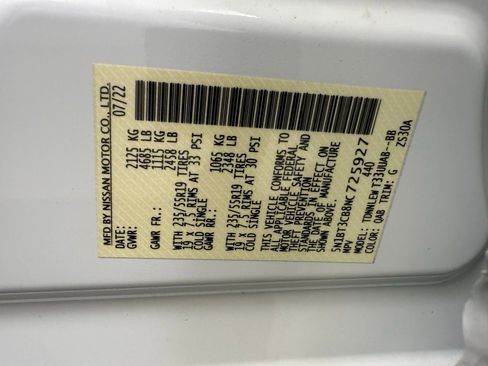 MFD BY NISSAN MOTOR CO., LTD.
DATE: 07/22
GVWR: 2125 KG
4685 LB
GAWR FR.: 1115 KG
2458 LB
WITH 235/55R19 TIRES
19 x 7.5 RIMS AT 33 PSI
COLD SINGLE
GAWR RR.: 1065 KG
2348 LB
WITH 235/55R19 TIRES
19 x 7.5 RIMS AT 30 PSI
COLD SINGLE
THIS VEHICLE CONFORMS TO
ALL APPLICABLE FEDERAL
MOTOR VEHICLE SAFETY AND
THEFT PREVENTION
STANDARDS IN EFFECT ON
THE DATE OF MANUFACTURE
SHOWN ABOVE.
5N1BT3CB8NC725927
MPV 440
MODEL: T33UUAB--BB
COLOR: QAB TRIM: G ZS30A